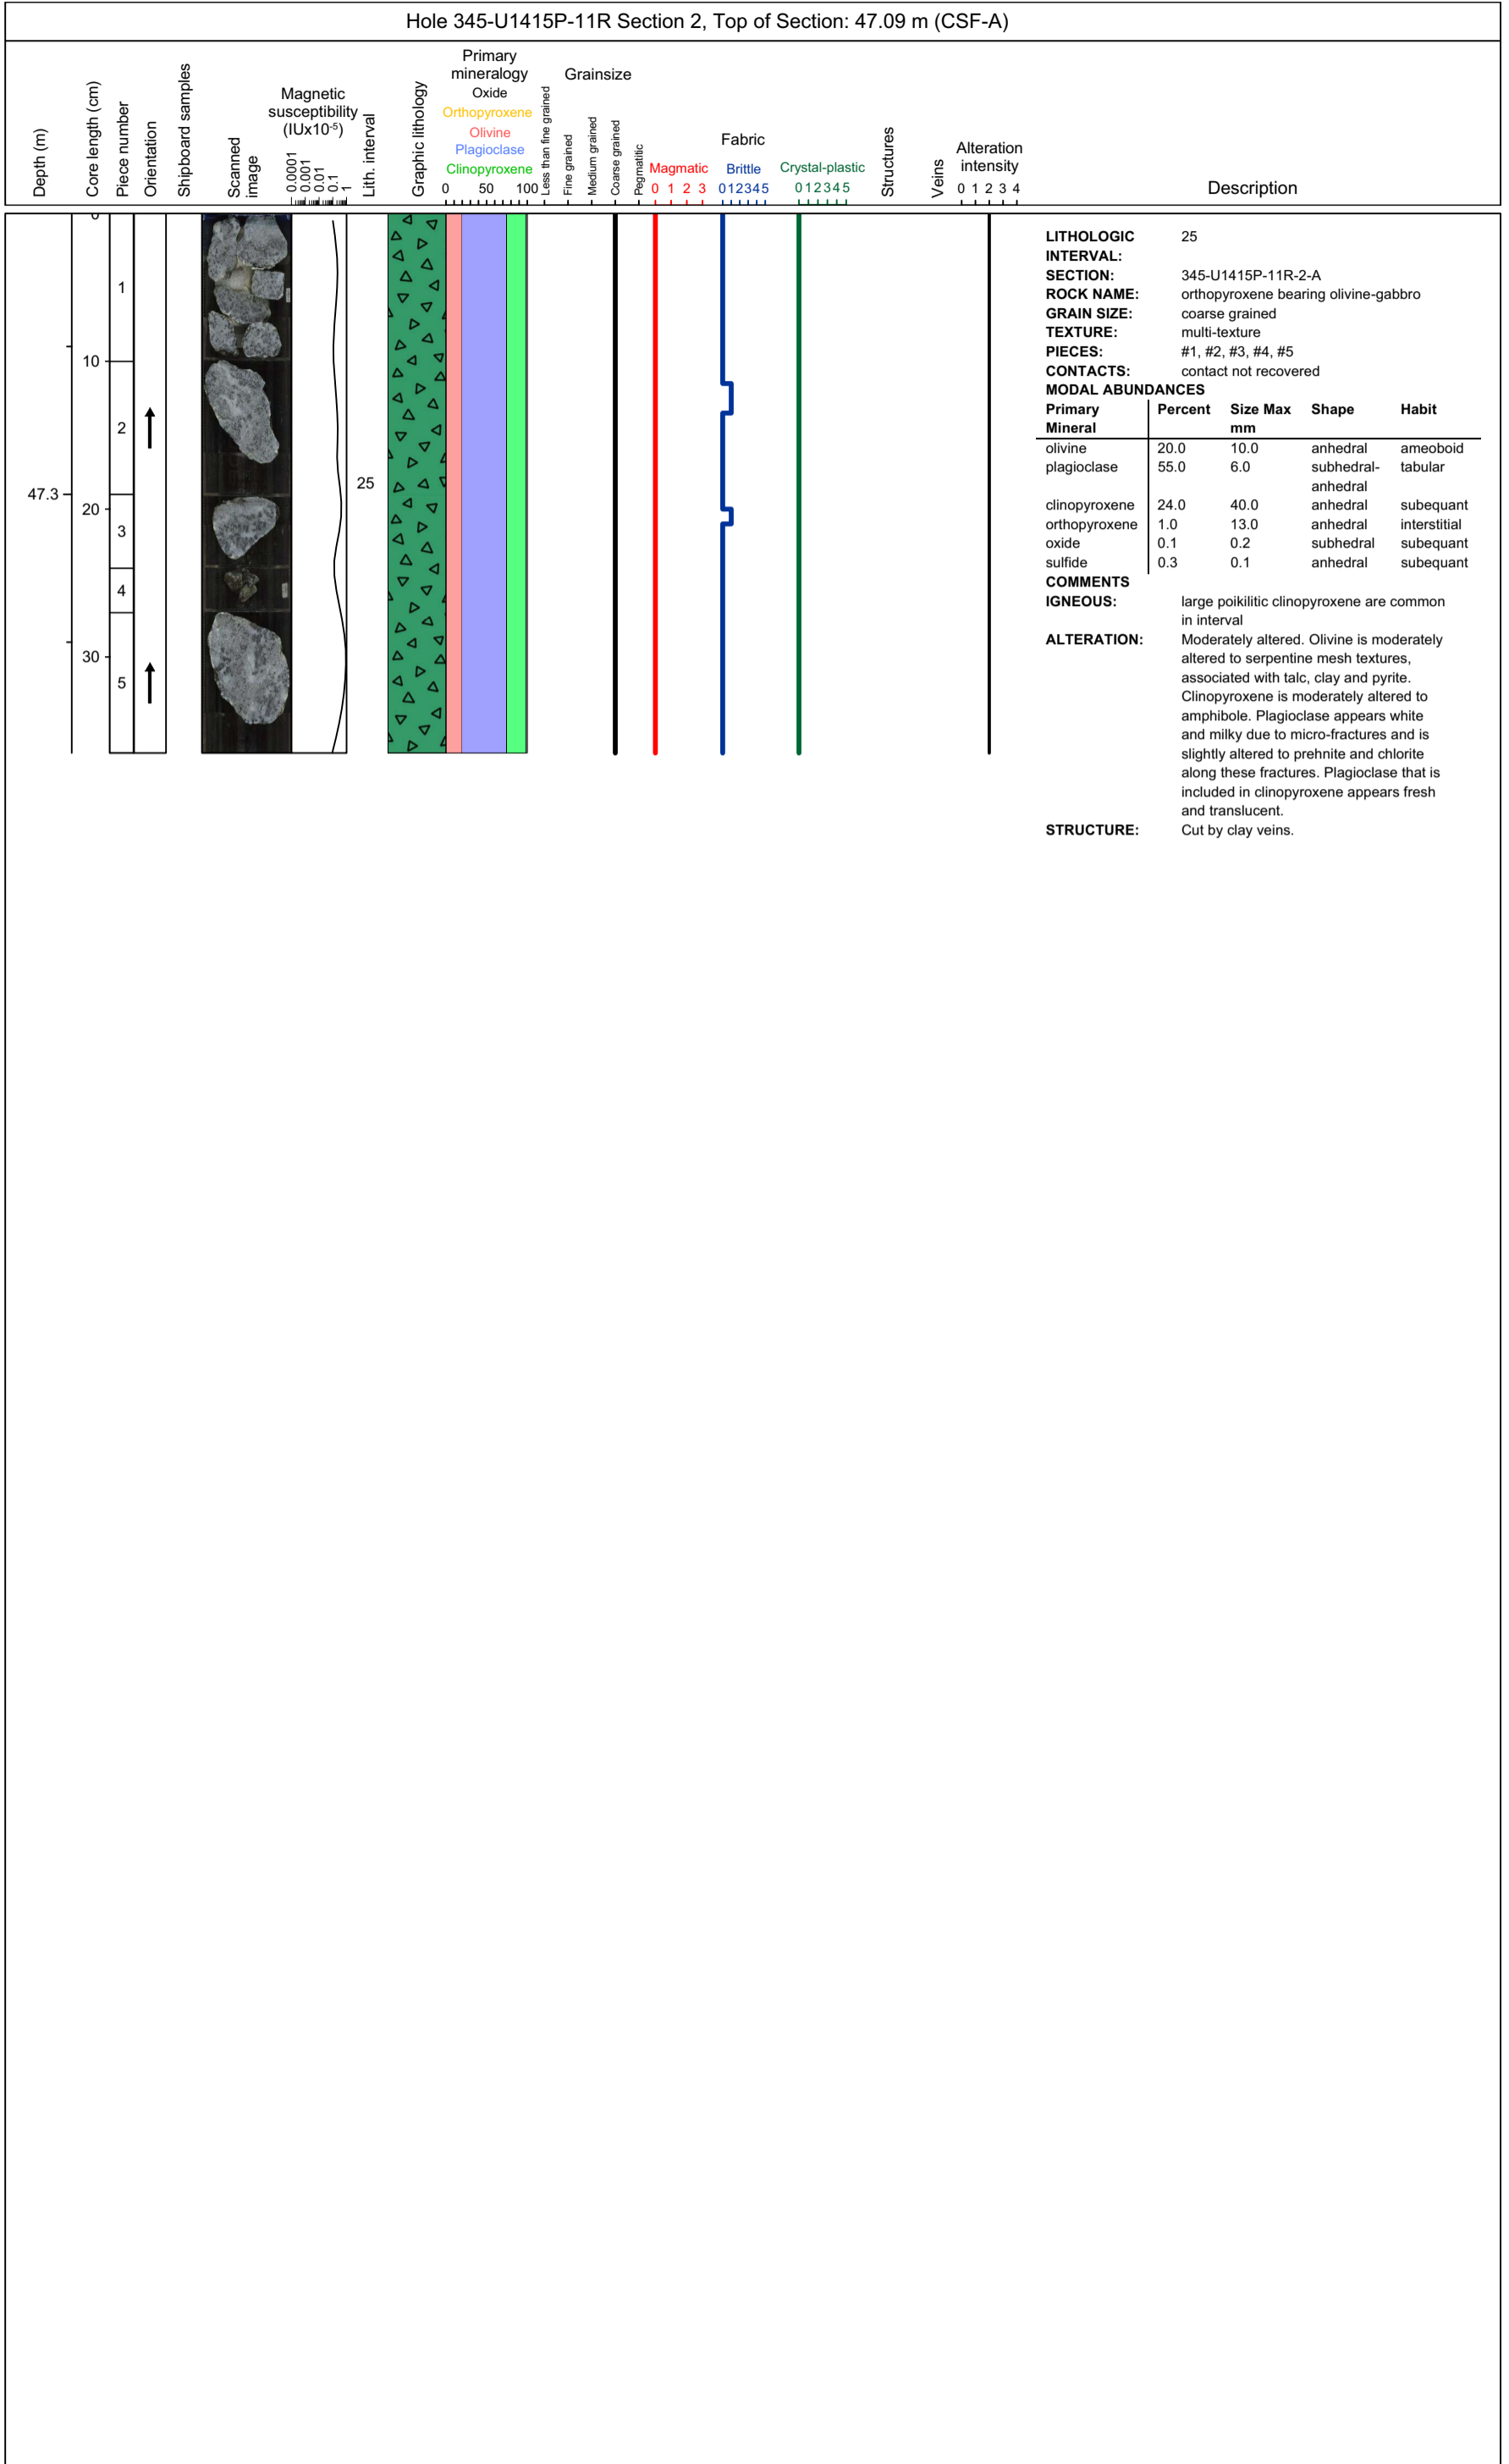 Hole 345-U1415P-11R Section 2, Top of Section: 47.09 m (CSF-A)
Depth (m)
Core length (cm)
Piece number
Orientation
Shipboard samples
Scanned
image
Magnetic
susceptibility
(IUx10-5)
0.0001
0.001
0.01
0.1
1
Lith. interval
Graphic lithology
Primary
mineralogy
Oxide
Orthopyroxene
Olivine
Plagioclase
Clinopyroxene
0 50 100
Grainsize
Less than fine grained
Fine grained
Medium grained
Coarse grained
Pegmatitic
Fabric
Magmatic
0 1 2 3
Brittle
0 1 2 3 4 5
Crystal-plastic
0 1 2 3 4 5
Structures
Veins
Alteration
intensity
0 1 2 3 4
Description
0
1
10
2
47.3
20
3
4
30
5
25
LITHOLOGIC 25
INTERVAL:
SECTION: 345-U1415P-11R-2-A
ROCK NAME: orthopyroxene bearing olivine-gabbro
GRAIN SIZE: coarse grained
TEXTURE: multi-texture
PIECES: #1, #2, #3, #4, #5
CONTACTS: contact not recovered
MODAL ABUNDANCES
Primary Percent Size Max Shape Habit
Mineral mm
olivine 20.0 10.0 anhedral ameoboid
plagioclase 55.0 6.0 subhedral- tabular
anhedral
clinopyroxene 24.0 40.0 anhedral subequant
orthopyroxene 1.0 13.0 anhedral interstitial
oxide 0.1 0.2 subhedral subequant
sulfide 0.3 0.1 anhedral subequant
COMMENTS
IGNEOUS: large poikilitic clinopyroxene are common
in interval
ALTERATION: Moderately altered. Olivine is moderately
altered to serpentine mesh textures,
associated with talc, clay and pyrite.
Clinopyroxene is moderately altered to
amphibole. Plagioclase appears white
and milky due to micro-fractures and is
slightly altered to prehnite and chlorite
along these fractures. Plagioclase that is
included in clinopyroxene appears fresh
and translucent.
STRUCTURE: Cut by clay veins.